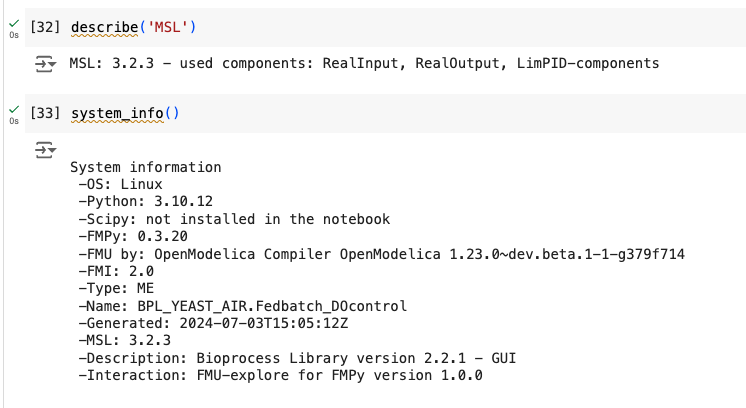 [32] describe('MSL')
0s
MSL: 3.2.3 - used components: RealInput, RealOutput, LimPID-components
[33] system_info()
0s
System information
-OS: Linux
-Python: 3.10.12
-Scipy: not installed in the notebook
-FMPy: 0.3.20
-FMU by: OpenModelica Compiler OpenModelica 1.23.0~dev.beta.1-1-g379f714
-FMI: 2.0
-Type: ME
-Name: BPL_YEAST_AIR.Fedbatch_DOcontrol
-Generated: 2024-07-03T15:05:12Z
-MSL: 3.2.3
-Description: Bioprocess Library version 2.2.1 - GUI
-Interaction: FMU-explore for FMPy version 1.0.0